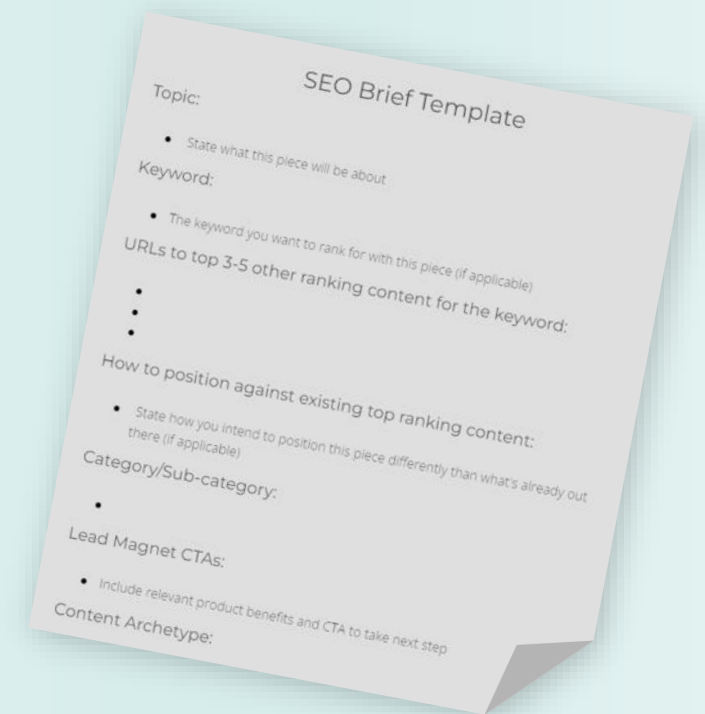 SEO Brief Template
Topic:
State what this piece will be about
Keyword:
The keyword you want to rank for with this piece (if applicable)
URLs to top 3-5 other ranking content for the keyword:
How to position against existing top ranking content:
State how you intend to position this piece differently than what's already out
there (if applicable)
Category/Sub-category:
Lead Magnet CTAs:
Include relevant product benefits and CTA to take next step
Content Archetype: